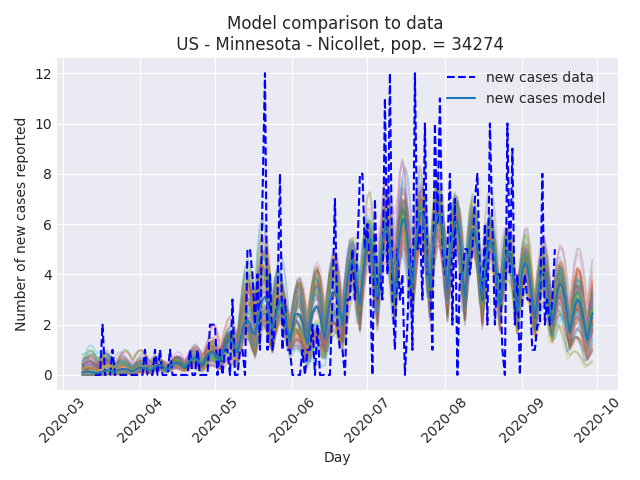 Model comparison to data
US - Minnesota - Nicollet, pop. = 34274
new cases data
new cases model
Number of new cases reported
12
10
8
6
4
2
0
2020-03
2020-04
2020-05
2020-06
2020-07
2020-08
2020-09
2020-10
Day